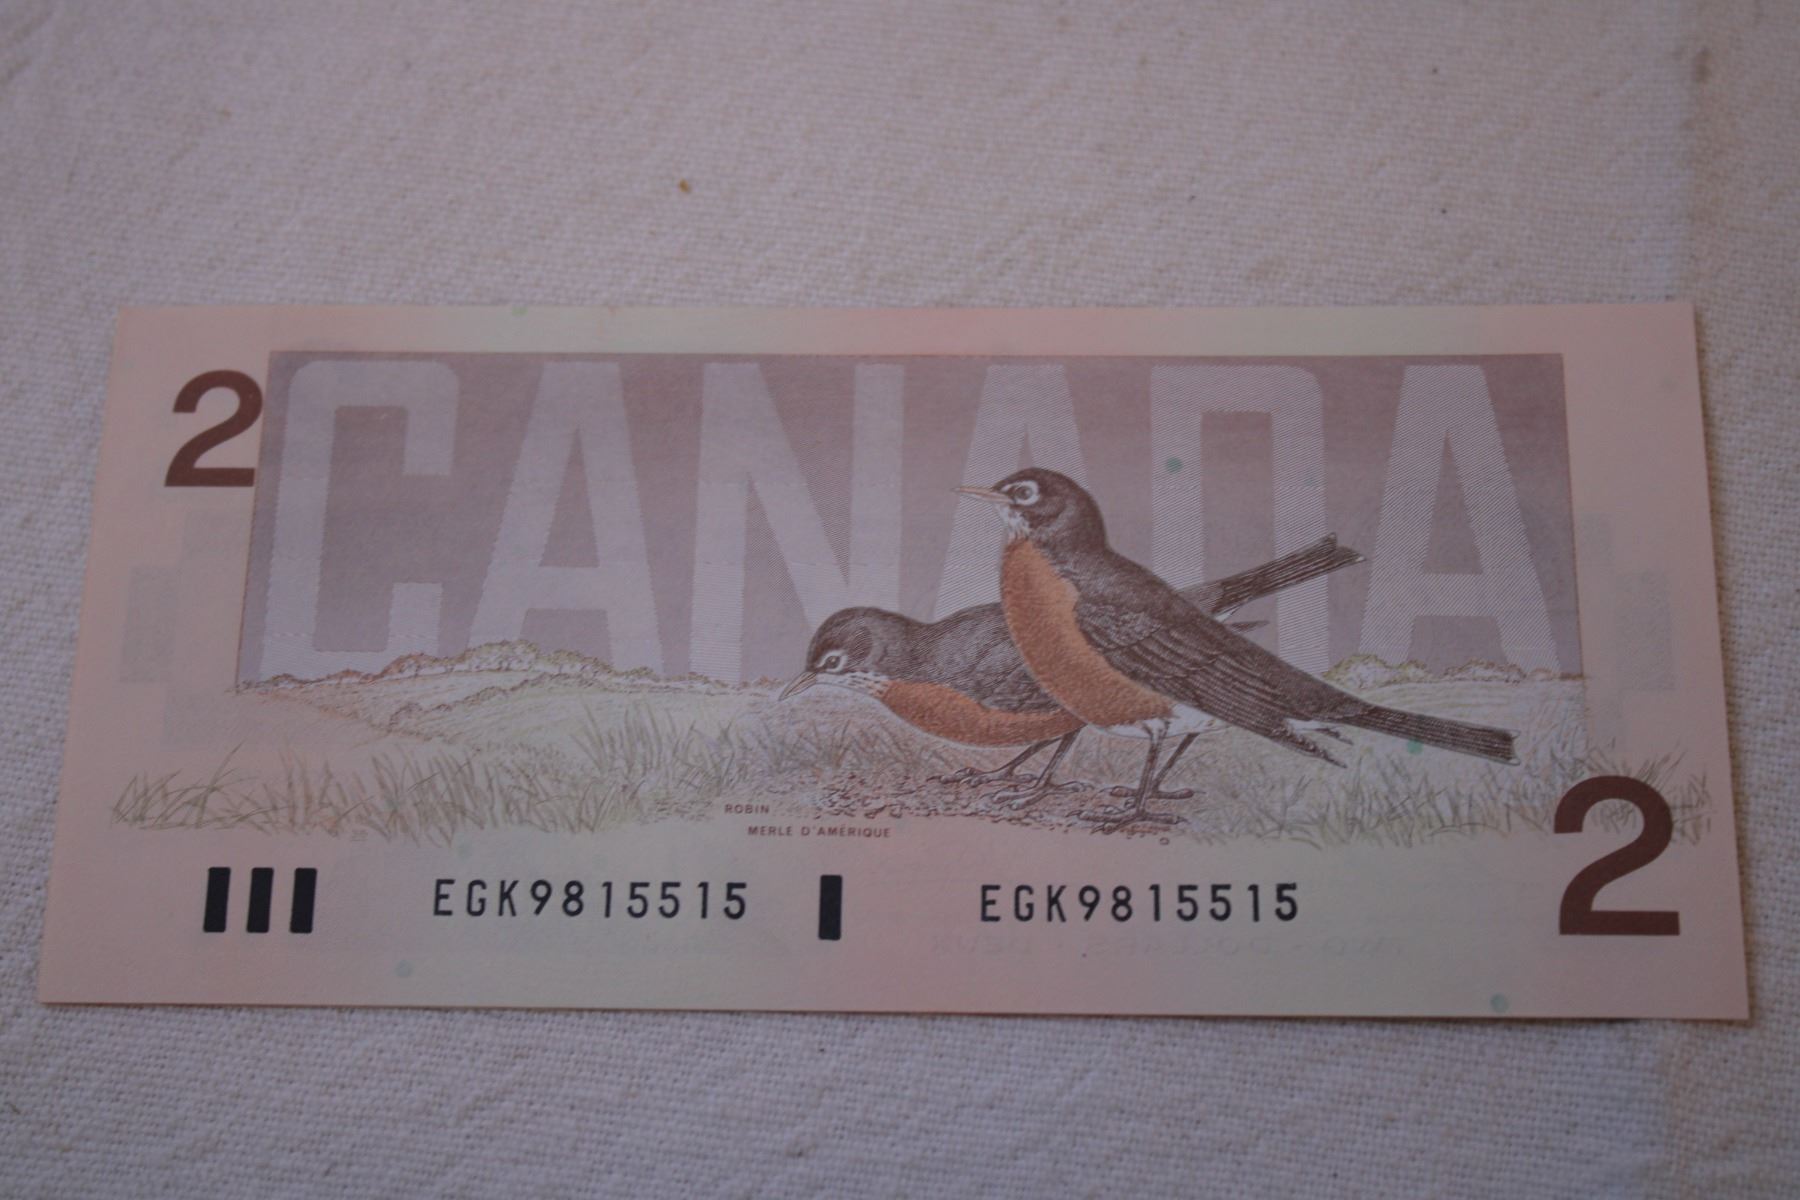 2
CANADA
ROBIN
MERLE D'AMÉRIQUE
EGK9815515 EGK9815515
2